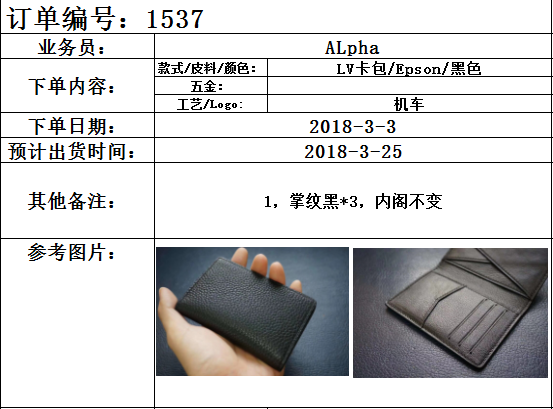 订单编号：1537
业务员： ALpha
下单内容： 款式/皮料/颜色： LV卡包/Epson/黑色
五金：
工艺/Logo: 机车
下单日期： 2018-3-3
预计出货时间： 2018-3-25
其他备注： 1，掌纹黑*3，内阁不变
参考图片：